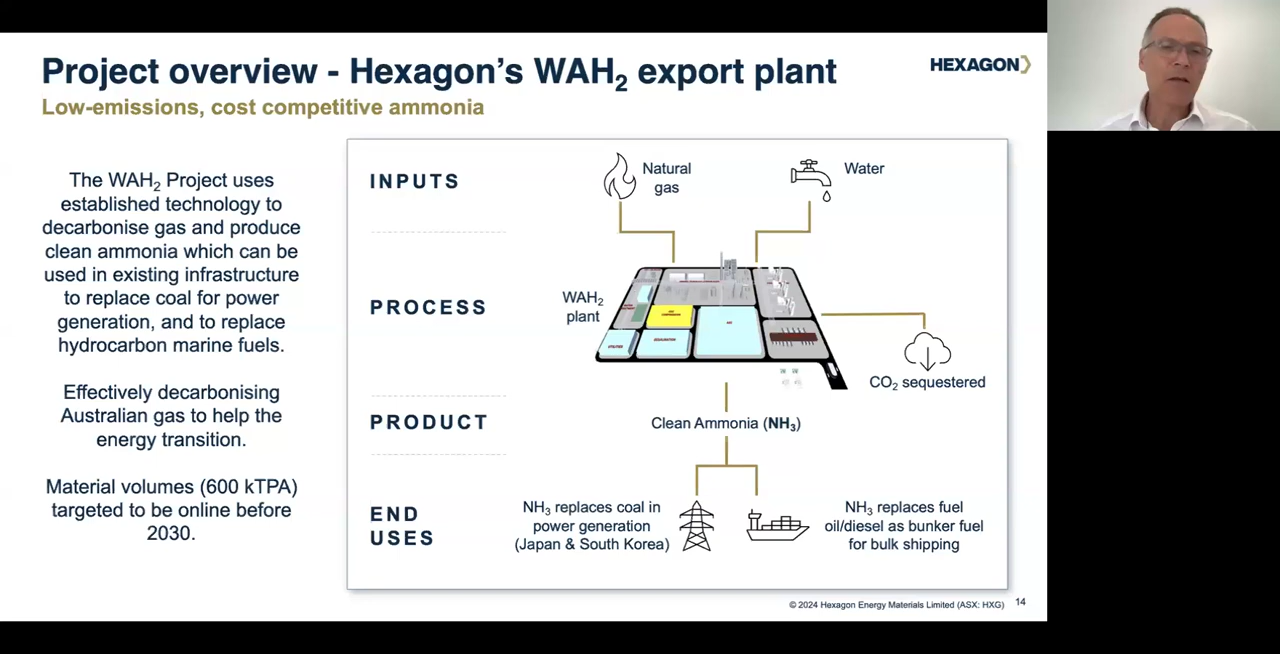 Project overview - Hexagon's WAH₂ export plant
HEXAGON
Low-emissions, cost competitive ammonia
The WAH₂ Project uses
established technology to
decarbonise gas and produce
clean ammonia which can be
used in existing infrastructure
to replace coal for power
generation, and to replace
hydrocarbon marine fuels.
Effectively decarbonising
Australian gas to help the
energy transition.
Material volumes (600 kTPA)
targeted to be online before
2030.
INPUTS
Natural
gas
Water
PROCESS
WAH₂
plant
UTILITIES
CO₂ sequestered
PRODUCT
Clean Ammonia (NH₃)
END
USES
NH₃ replaces coal in
power generation
(Japan & South Korea)
NH₃ replaces fuel
oil/diesel as bunker fuel
for bulk shipping
© 2024 Hexagon Energy Materials Limited (ASX: HXG)
14